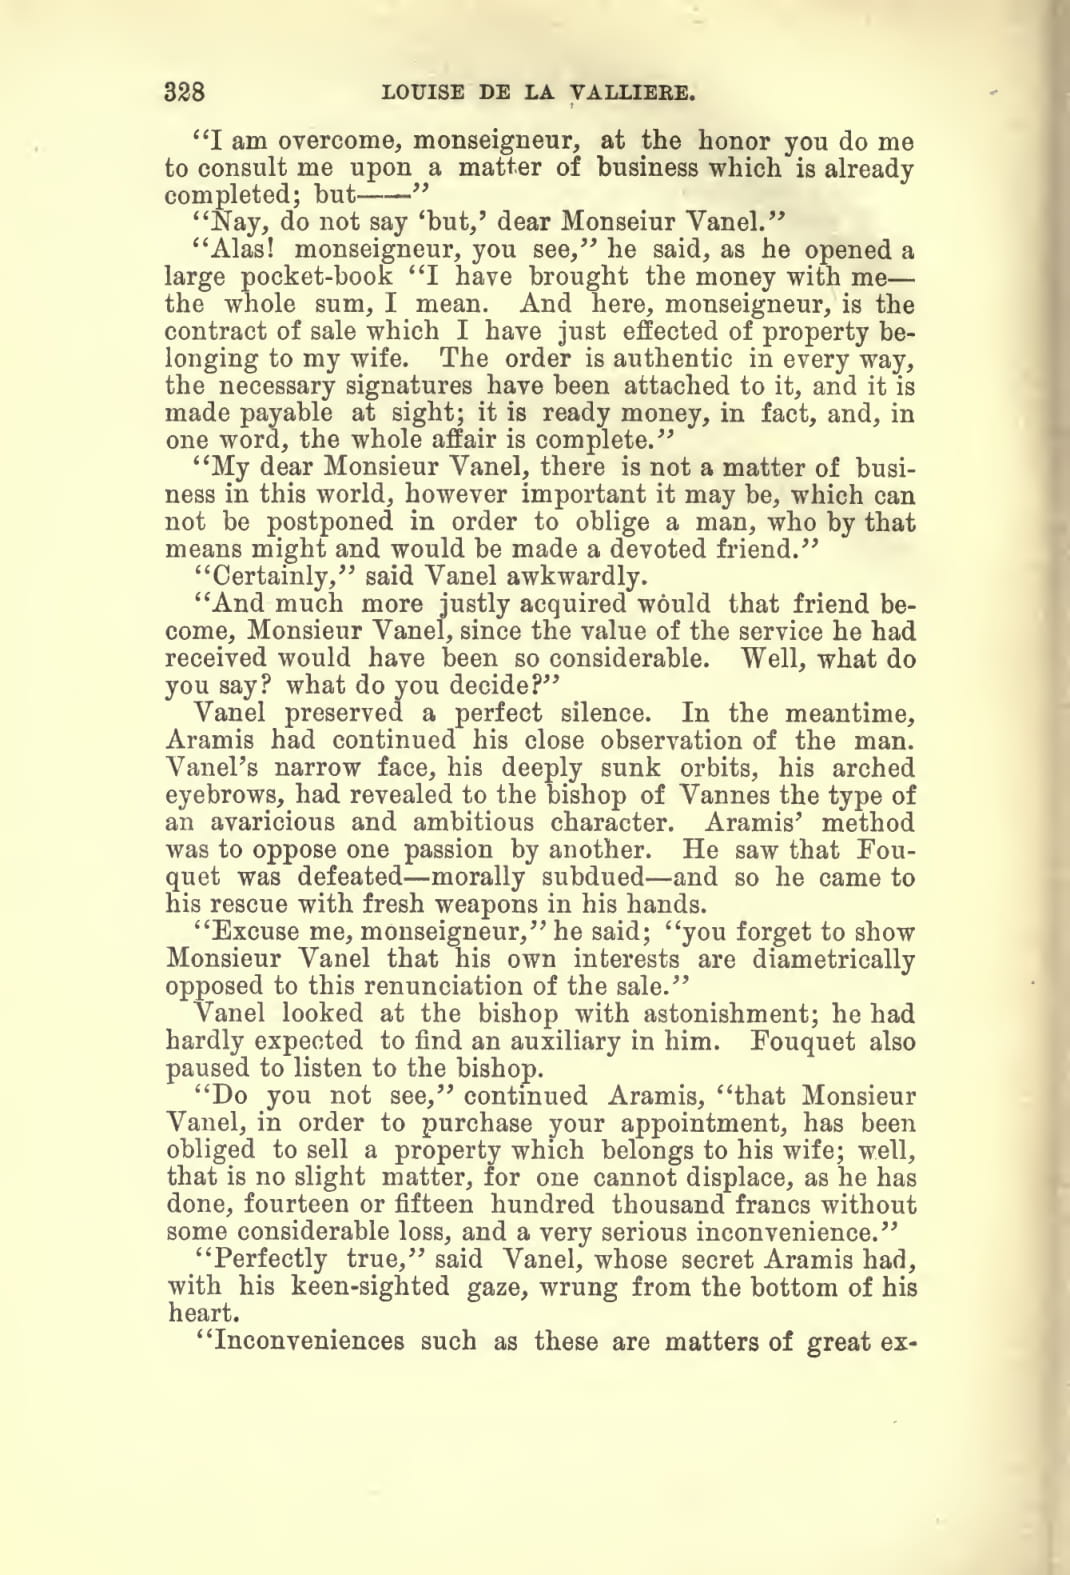 328 LOUISE DE LA VALLIERE.
“I am overcome, monseigneur, at the honor you do me
to consult me upon a matter of business which is already
completed; but——”
“Nay, do not say ‘but,’ dear Monseiur Vanel.”
“Alas! monseigneur, you see,” he said, as he opened a
large pocket-book “I have brought the money with me—
the whole sum, I mean. And here, monseigneur, is the
contract of sale which I have just effected of property be-
longing to my wife. The order is authentic in every way,
the necessary signatures have been attached to it, and it is
made payable at sight; it is ready money, in fact, and, in
one word, the whole affair is complete.”
“My dear Monsieur Vanel, there is not a matter of busi-
ness in this world, however important it may be, which can
not be postponed in order to oblige a man, who by that
means might and would be made a devoted friend.”
“Certainly,” said Vanel awkwardly.
“And much more justly acquired would that friend be-
come, Monsieur Vanel, since the value of the service he had
received would have been so considerable. Well, what do
you say? what do you decide?”
Vanel preserved a perfect silence. In the meantime,
Aramis had continued his close observation of the man.
Vanel’s narrow face, his deeply sunk orbits, his arched
eyebrows, had revealed to the bishop of Vannes the type of
an avaricious and ambitious character. Aramis’ method
was to oppose one passion by another. He saw that Fou-
quet was defeated—morally subdued—and so he came to
his rescue with fresh weapons in his hands.
“Excuse me, monseigneur,” he said; “you forget to show
Monsieur Vanel that his own interests are diametrically
opposed to this renunciation of the sale.”
Vanel looked at the bishop with astonishment; he had
hardly expected to find an auxiliary in him. Fouquet also
paused to listen to the bishop.
“Do you not see,” continued Aramis, “that Monsieur
Vanel, in order to purchase your appointment, has been
obliged to sell a property which belongs to his wife; well,
that is no slight matter, for one cannot displace, as he has
done, fourteen or fifteen hundred thousand francs without
some considerable loss, and a very serious inconvenience.”
“Perfectly true,” said Vanel, whose secret Aramis had,
with his keen-sighted gaze, wrung from the bottom of his
heart.
“Inconveniences such as these are matters of great ex-